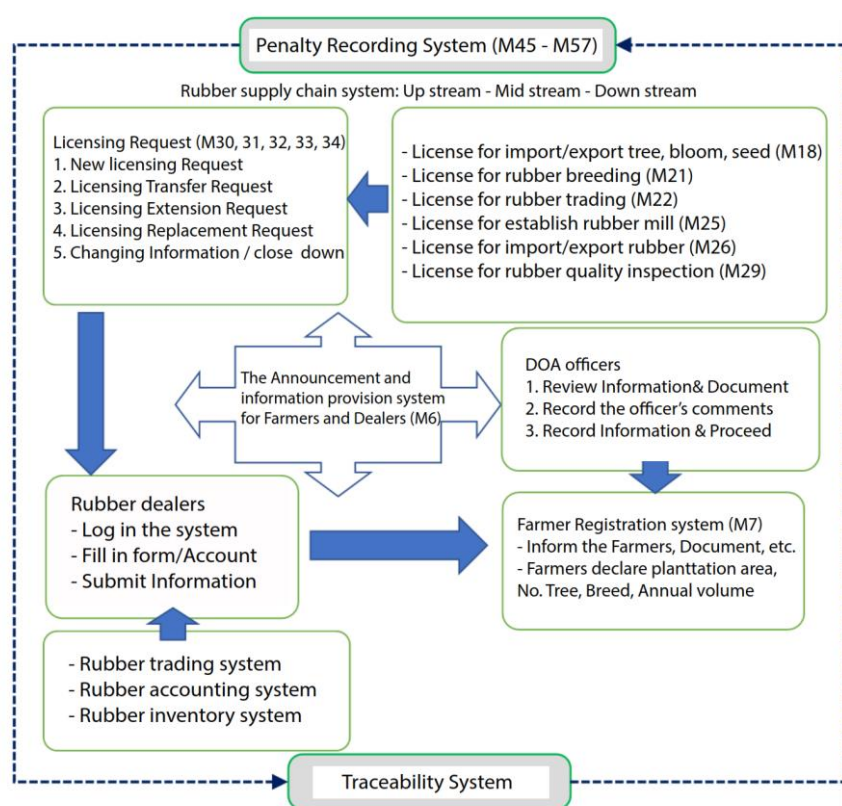 Penalty Recording System (M45 - M57)
Rubber supply chain system: Up stream - Mid stream - Down stream
Licensing Request (M30, 31, 32, 33, 34)
1. New licensing Request
2. Licensing Transfer Request
3. Licensing Extension Request
4. Licensing Replacement Request
5. Changing Information / close down
- License for import/export tree, bloom, seed (M18)
- License for rubber breeding (M21)
- License for rubber trading (M22)
- License for establish rubber mill (M25)
- License for import/export rubber (M26)
- License for rubber quality inspection (M29)
The Announcement and
information provision system
for Farmers and Dealers (M6)
DOA officers
1. Review Information& Document
2. Record the officer's comments
3. Record Information & Proceed
Rubber dealers
- Log in the system
- Fill in form/Account
- Submit Information
Farmer Registration system (M7)
- Inform the Farmers, Document, etc.
- Farmers declare planttation area,
No. Tree, Breed, Annual volume
- Rubber trading system
- Rubber accounting system
- Rubber inventory system
Traceability System